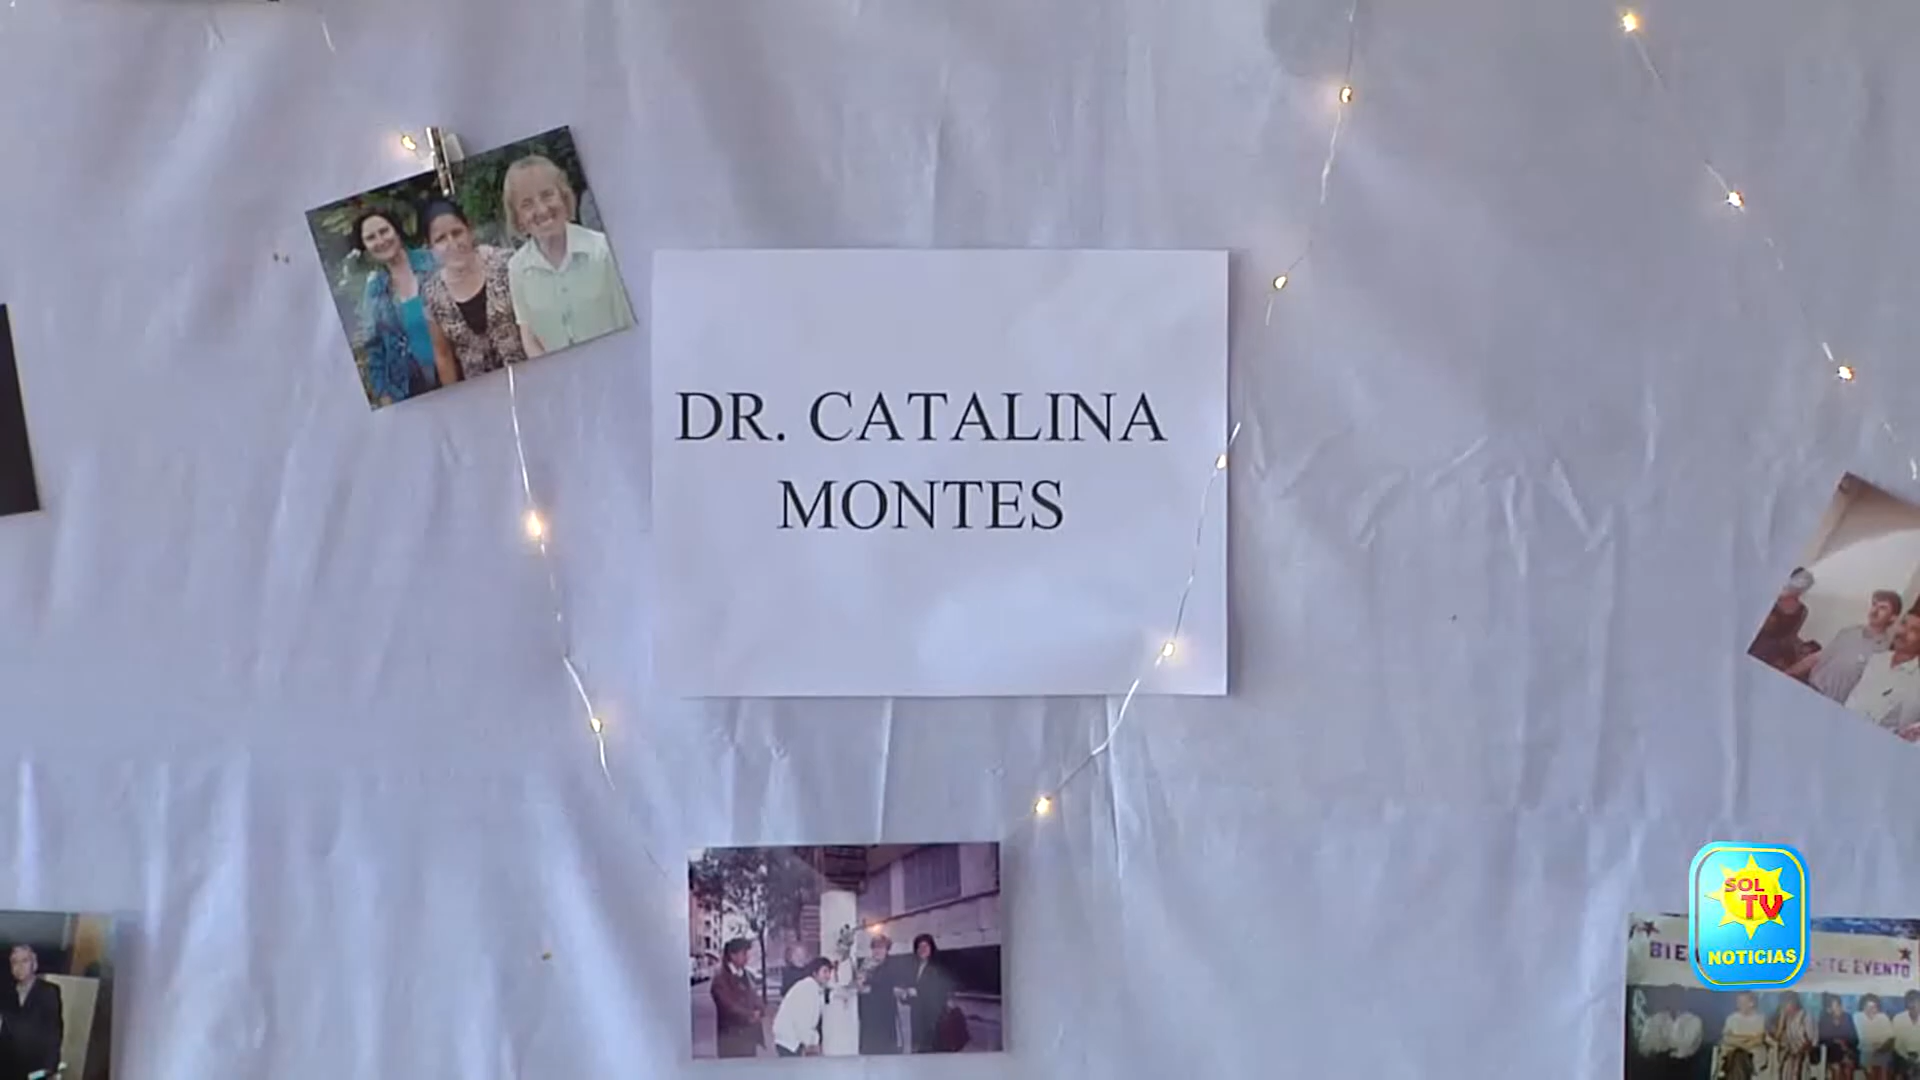 DR. CATALINA
MONTES
SOL
TV
NOTICIAS
EVENTO